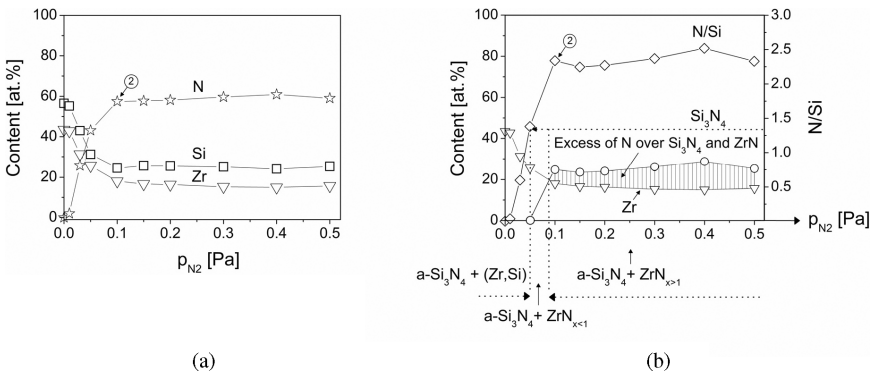 (a)
100
80
60
40
20
0
Content [at.%]
2
N
Si
Zr
0.0 0.1 0.2 0.3 0.4 0.5
pN2 [Pa]
(b)
100
80
60
40
20
0
Content [at.%]
3.0
2.5
2.0
1.5
1.0
0.5
N/Si
2
N/Si
Si3N4
Excess of N over Si3N4 and ZrN
Zr
0.0 0.1 0.2 0.3 0.4 0.5
pN2 [Pa]
a-Si3N4 + (Zr,Si)
a-Si3N4+ ZrNx>1
a-Si3N4+ ZrNx<1
(a)
(b)